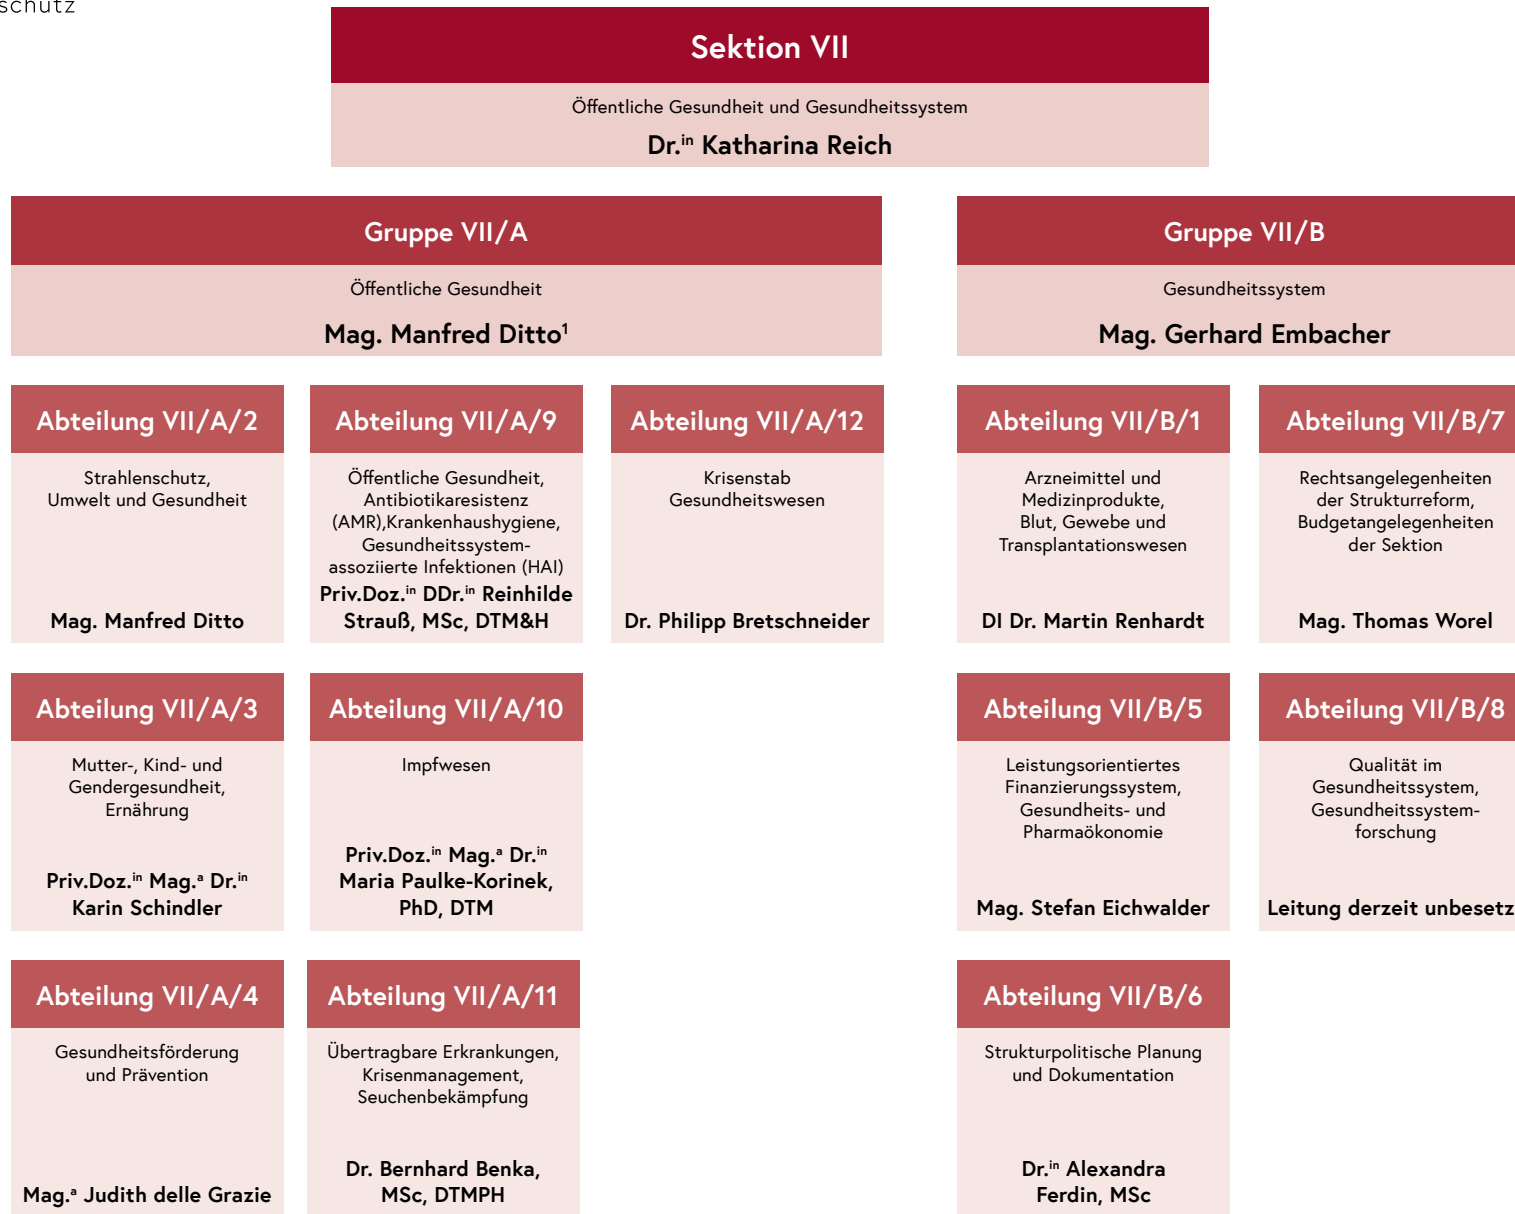 schutz
Sektion VII
Öffentliche Gesundheit und Gesundheitssystem
Dr.ⁱⁿ Katharina Reich
Gruppe VII/A
Öffentliche Gesundheit
Mag. Manfred Ditto¹
Gruppe VII/B
Gesundheitssystem
Mag. Gerhard Embacher
Abteilung VII/A/2
Strahlenschutz,
Umwelt und Gesundheit
Mag. Manfred Ditto
Abteilung VII/A/9
Öffentliche Gesundheit,
Antibiotikaresistenz
(AMR),Krankenhaushygiene,
Gesundheitssystem-
assoziierte Infektionen (HAI)
Priv.Doz.ⁱⁿ DDr.ⁱⁿ Reinhilde
Strauß, MSc, DTM&H
Abteilung VII/A/12
Krisenstab
Gesundheitswesen
Dr. Philipp Bretschneider
Abteilung VII/B/1
Arzneimittel und
Medizinprodukte,
Blut, Gewebe und
Transplantationswesen
DI Dr. Martin Renhardt
Abteilung VII/B/7
Rechtsangelegenheiten
der Strukturreform,
Budgetangelegenheiten
der Sektion
Mag. Thomas Worel
Abteilung VII/A/3
Mutter-, Kind- und
Gendergesundheit,
Ernährung
Priv.Doz.ⁱⁿ Mag.ᵃ Dr.ⁱⁿ
Karin Schindler
Abteilung VII/A/10
Impfwesen
Priv.Doz.ⁱⁿ Mag.ᵃ Dr.ⁱⁿ
Maria Paulke-Korinek,
PhD, DTM
Abteilung VII/B/5
Leistungsorientiertes
Finanzierungssystem,
Gesundheits- und
Pharmaökonomie
Mag. Stefan Eichwalder
Abteilung VII/B/8
Qualität im
Gesundheitssystem,
Gesundheitssystem-
forschung
Leitung derzeit unbesetz
Abteilung VII/A/4
Gesundheitsförderung
und Prävention
Mag.ᵃ Judith delle Grazie
Abteilung VII/A/11
Übertragbare Erkrankungen,
Krisenmanagement,
Seuchenbekämpfung
Dr. Bernhard Benka,
MSc, DTMPH
Abteilung VII/B/6
Strukturpolitische Planung
und Dokumentation
Dr.ⁱⁿ Alexandra
Ferdin, MSc